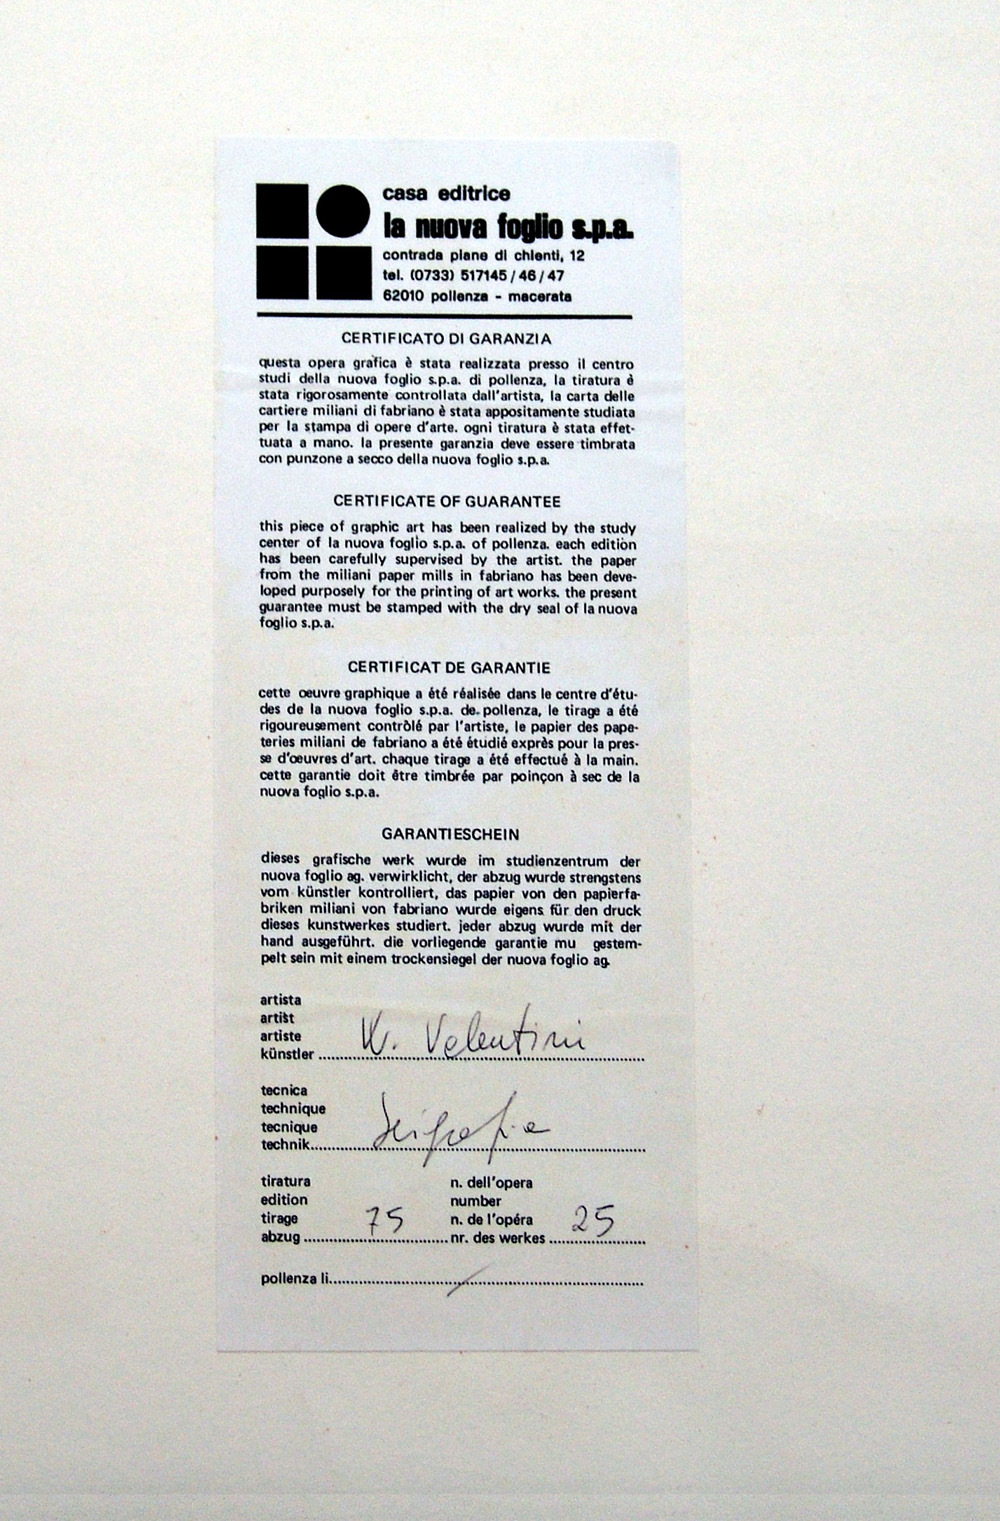 casa editrice
la nuova foglio s.p.a.
contrada piane di chienti, 12
tel. (0733) 517145/46/47
62010 pollenza - macerata
CERTIFICATO DI GARANZIA
questa opera grafica è stata realizzata presso il centro
studi della nuova foglio s.p.a. di pollenza, la tiratura è
stata rigorosamente controllata dall'artista, la carta delle
cartiere miliani di fabriano è stata appositamente studiata
per la stampa di opere d'arte. ogni tiratura è stata effet-
tuata a mano. la presente garanzia deve essere timbrata
con punzone a secco della nuova foglio s.p.a.
CERTIFICATE OF GUARANTEE
this piece of graphic art has been realized by the study
center of la nuova foglio s.p.a. of pollenza. each edition
has been carefully supervised by the artist. the paper
from the miliani paper mills in fabriano has been deve-
loped purposely for the printing of art works. the present
guarantee must be stamped with the dry seal of la nuova
foglio s.p.a.
CERTIFICAT DE GARANTIE
cette oeuvre graphique a été réalisée dans le centre d'étu-
des de la nuova foglio s.p.a. de pollenza, le tirage a été
rigoureusement contrôlé par l'artiste, le papier des pape-
teries miliani de fabriano a été étudié exprès pour la pres-
se d'oeuvres d'art. chaque tirage a été effectué à la main.
cette garantie doit être timbrée par poinçon à sec de la
nuova foglio s.p.a.
GARANTIESCHEIN
dieses grafische werk wurde im studienzentrum der
nuova foglio ag. verwirklicht, der abzug wurde strengstens
vom künstler kontrolliert, das papier von den papierfa-
briken miliani von fabriano wurde eigens für den druck
dieses kunstwerkes studiert. jeder abzug wurde mit der
hand ausgeführt. die vorliegende garantie mu gestem-
pelt sein mit einem trockensiegel der nuova foglio ag.
artista
artist
artiste
künstler W. Valentini
tecnica
technique
tecnique
technik Serigrafia
tiratura n. dell'opera
edition number
tirage 75 n. de l'opéra 25
abzug nr. des werkes
pollenza li /